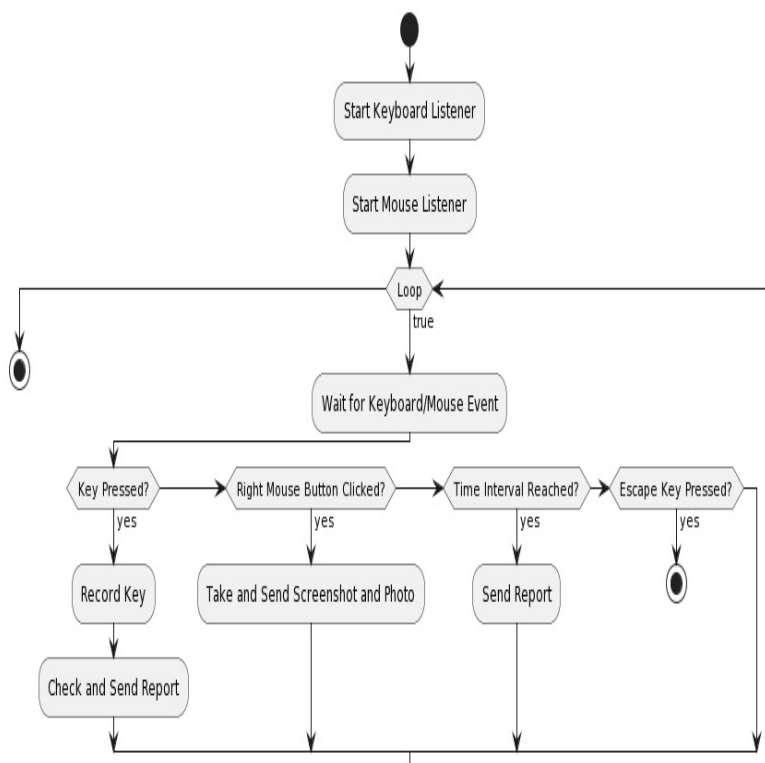 Start Keyboard Listener
Start Mouse Listener
Loop
true
Wait for Keyboard/Mouse Event
Key Pressed?
Right Mouse Button Clicked?
Time Interval Reached?
Escape Key Pressed?
yes
yes
yes
yes
Record Key
Take and Send Screenshot and Photo
Send Report
Check and Send Report